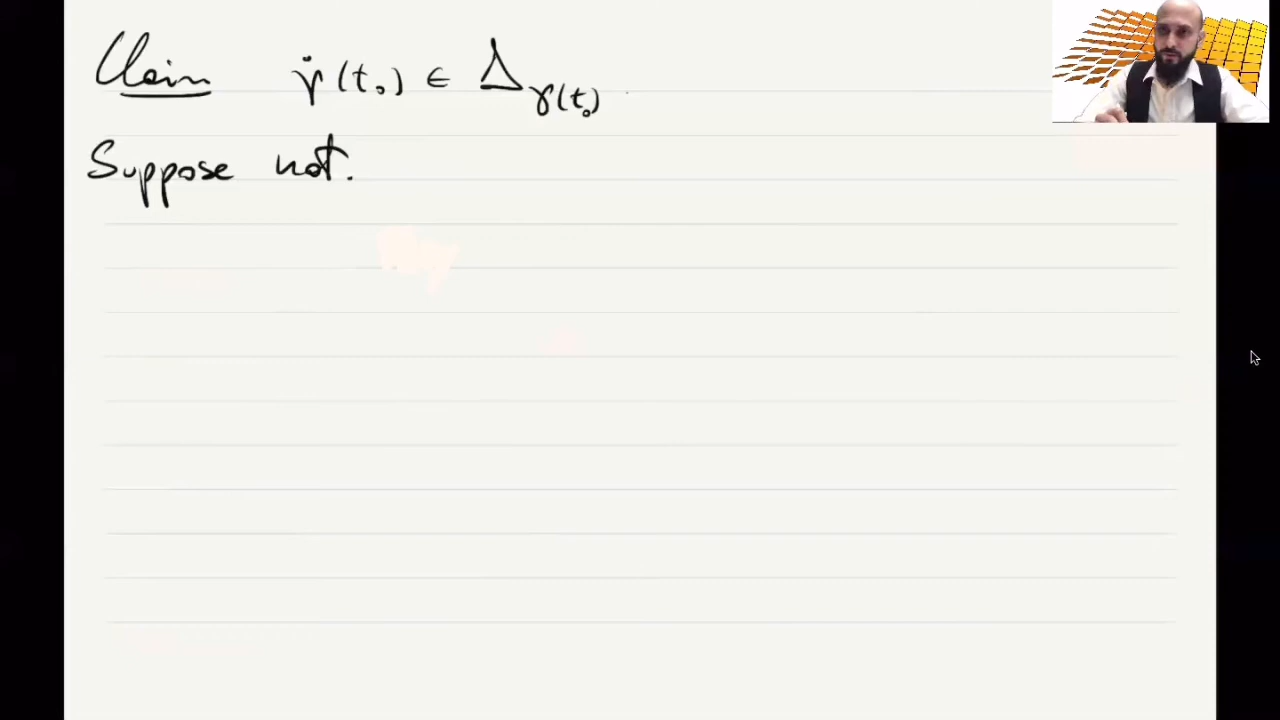 Claim γ̇(t₀) ∈ Δ_γ(t₀)
Suppose not.